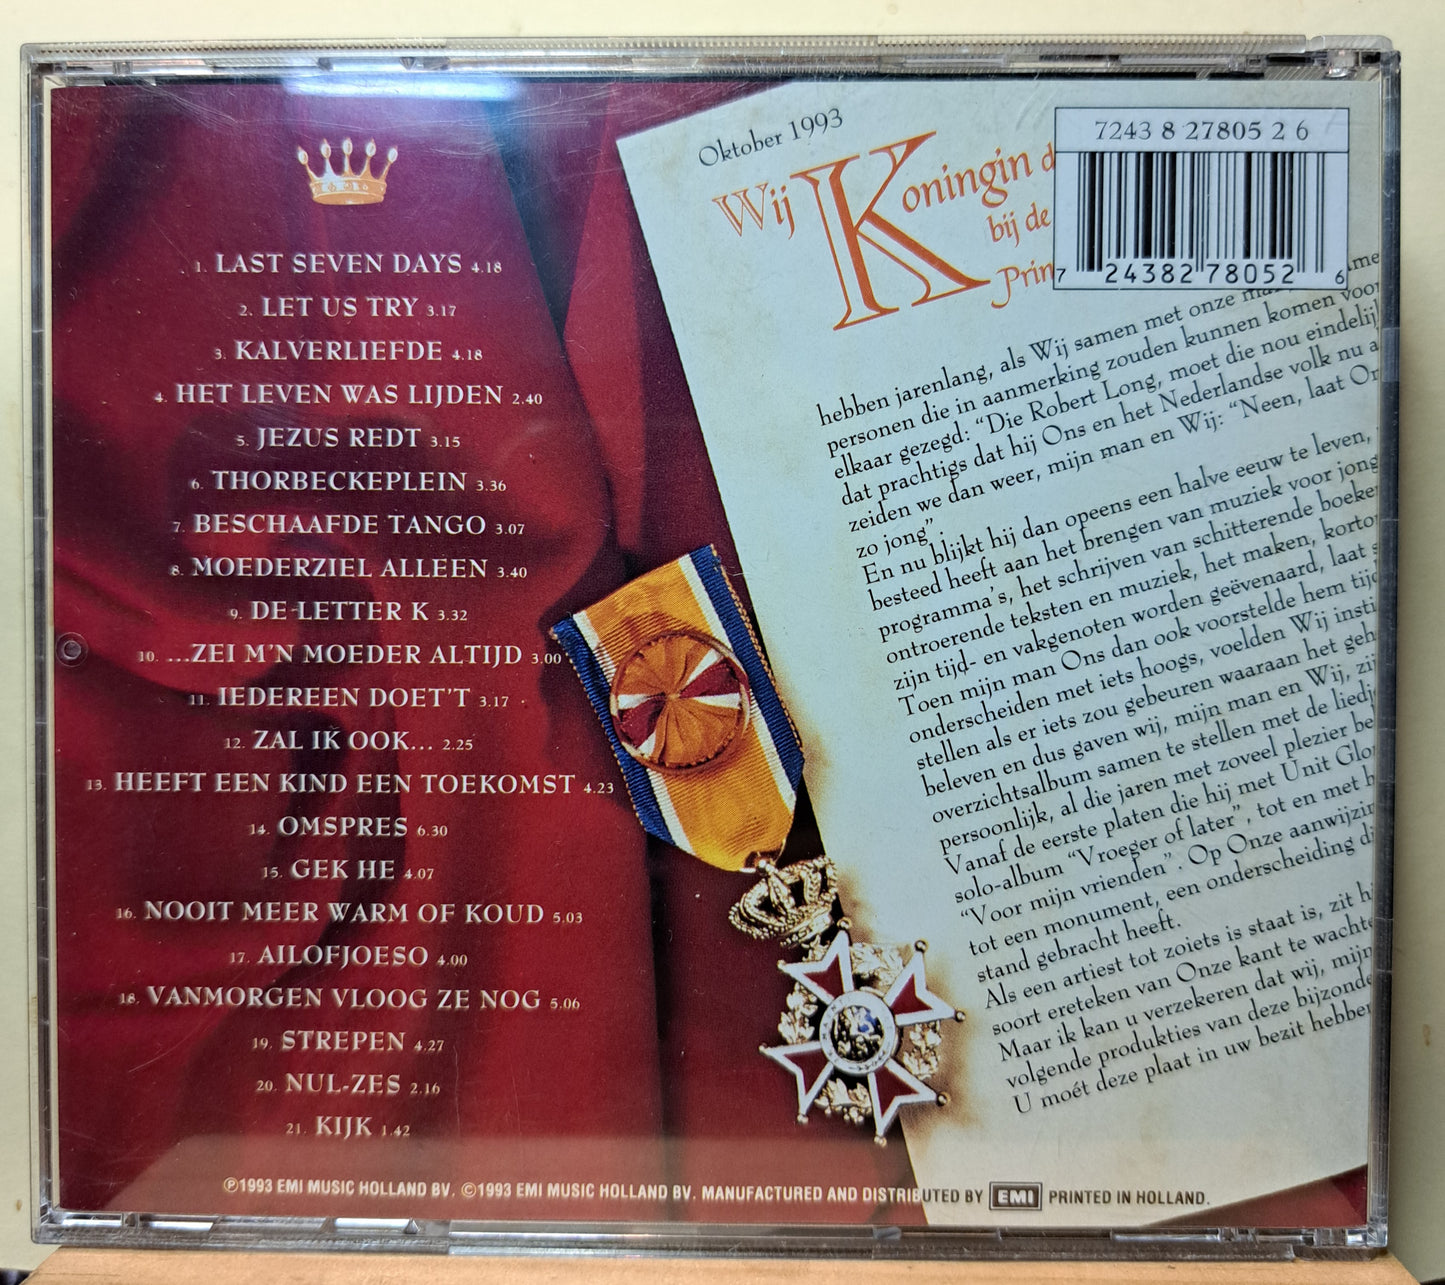 1. LAST SEVEN DAYS 4.18
2. LET US TRY 3.17
3. KALVERLIEFDE 4.18
4. HET LEVEN WAS LIJDEN 2.40
5. JEZUS REDT 3.15
6. THORBECKEPLEIN 3.36
7. BESCHAAFDE TANGO 3.07
8. MOEDERZIEL ALLEEN 3.40
9. DE LETTER K 3.32
10. ...ZEI M'N MOEDER ALTIJD 3.00
11. IEDEREEN DOET'T 3.17
12. ZAL IK OOK... 2.25
13. HEEFT EEN KIND EEN TOEKOMST 4.23
14. OMSPRES 6.30
15. GEK HE 4.07
16. NOOIT MEER WARM OF KOUD 5.03
17. AILOFJOESO 4.00
18. VANMORGEN VLOOG ZE NOG 5.06
19. STREPEN 4.27
20. NUL-ZES 2.16
21. KIJK 1.42
Oktober 1993
Wij Koningin d
bij de
Prin
7243 8 27805 2 6
7 24382 78052 6
hebben jarenlang, als Wij samen met onze
personen die in aanmerking zouden kunnen komen voor
elkaar gezegd: "Die Robert Long, moet die nou eindelij
dat prachtigs dat hij Ons en het Nederlandse volk nu a
zeiden we dan weer, mijn man en Wij: "Neen, laat On
zo jong".
En nu blijkt hij dan opeens een halve eeuw te leven,
besteed heeft aan het brengen van muziek voor jong
programma's, het schrijven van schitterende boeken
ontroerende teksten en muziek, het maken, kortom
zijn tijd- en vakgenoten worden geëvenaard, laat s
Toen mijn man Ons dan ook voorstelde hem tijd
onderscheiden met iets hoogs, voelden Wij insti
stellen als er iets zou gebeuren waaraan het geh
beleven en dus gaven wij, mijn man en Wij, zij
overzichtsalbum samen te stellen met de liedj
persoonlijk, al die jaren met zoveel plezier be
Vanaf de eerste platen die hij met Unit Glo
solo-album "Vroeger of later", tot en met h
"Voor mijn vrienden". Op Onze aanwijzin
tot een monument, een onderscheiding di
stand gebracht heeft.
Als een artiest tot zoiets is staat is, zit hi
soort ereteken van Onze kant te wachte
Maar ik kan u verzekeren dat wij, mijn
volgende produkties van deze bijzonde
U moét deze plaat in uw bezit hebben
℗1993 EMI MUSIC HOLLAND BV. ©1993 EMI MUSIC HOLLAND BV. MANUFACTURED AND DISTRIBUTED BY EMI PRINTED IN HOLLAND.